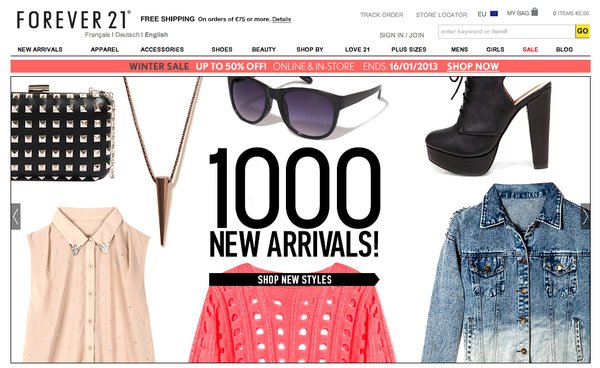 FOREVER 21®
FREE SHIPPING On orders of €75 or more. Details
TRACK ORDER
STORE LOCATOR
EU
MY BAG
0 ITEMS €0,00
Français I Deutsch I English
SIGN IN / JOIN
enter keyword or item#!
GO
NEW ARRIVALS
APPAREL
ACCESSORIES
SHOES
BEAUTY
SHOP BY
LOVE 21
PLUS SIZES
MENS
GIRLS
SALE
BLOG
WINTER SALE UP TO 50% OFF! ONLINE & IN-STORE ENDS: 16/01/2013 SHOP NOW
1000
NEW ARRIVALS!
SHOP NEW STYLES